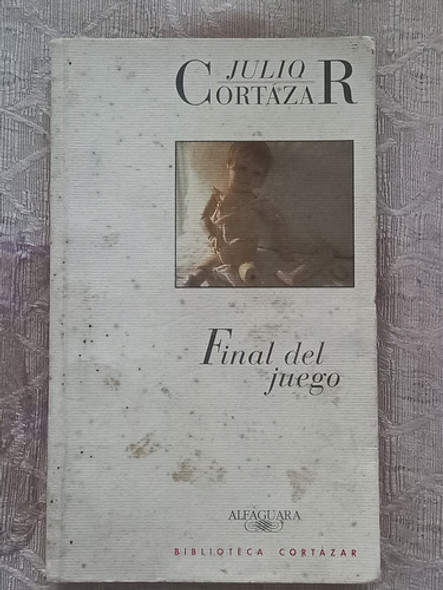 JULIO
CORTÁZAR
Final del
juego
ALFAGUARA
BIBLIOTECA CORTÁZAR